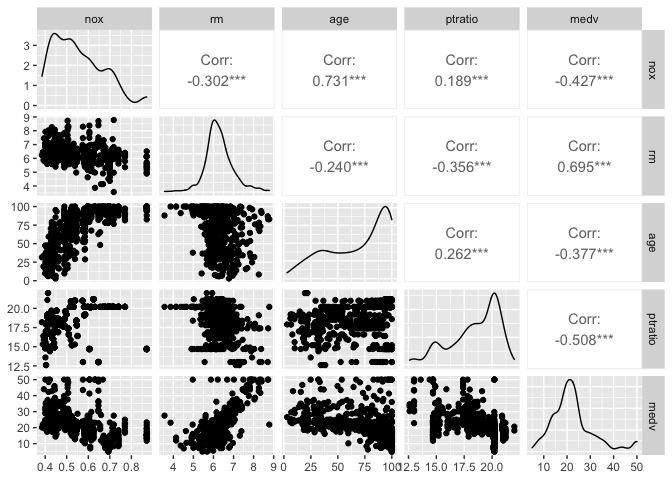 nox rm age ptratio medv
3
2
1
0
Corr:
-0.302***
Corr:
0.731***
Corr:
0.189***
Corr:
-0.427***
nox
9
8
7
6
5
4
Corr:
-0.240***
Corr:
-0.356***
Corr:
0.695***
rm
100
75
50
25
0
Corr:
0.262***
Corr:
-0.377***
age
20.0
17.5
15.0
12.5
Corr:
-0.508***
ptratio
50
40
30
20
10
medv
0.4 0.5 0.6 0.7 0.8 4 5 6 7 8 9 0 25 50 75 100 12.5 15.0 17.5 20.0 10 20 30 40 50